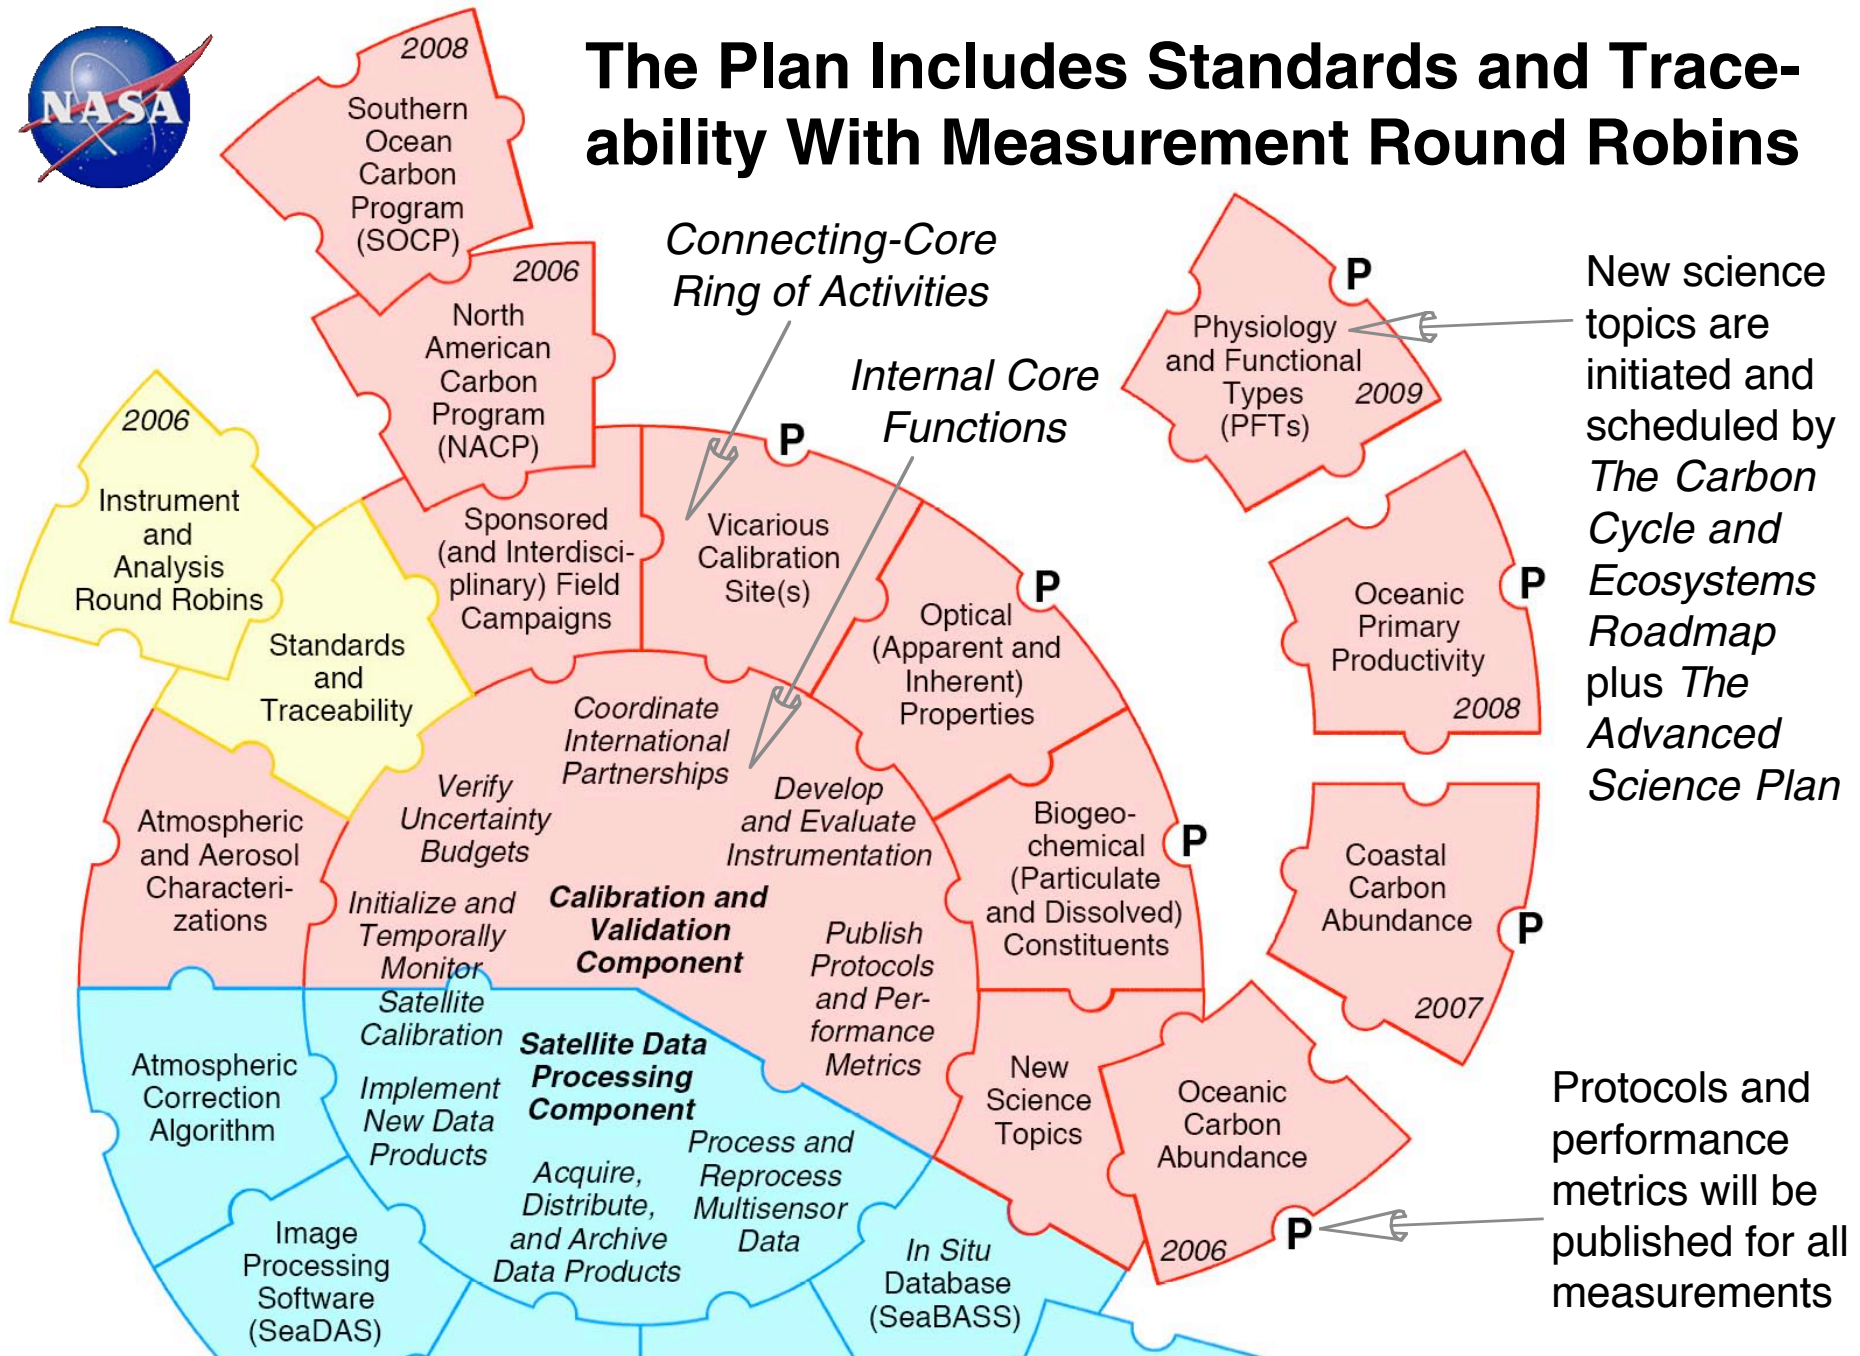 NASA
The Plan Includes Standards and Trace-
ability With Measurement Round Robins
2008
Southern
Ocean
Carbon
Program
(SOCP)
2006
North
American
Carbon
Program
(NACP)
Connecting-Core
Ring of Activities
Internal Core
Functions
P
Physiology
and Functional
Types
(PFTs)
2009
New science
topics are
initiated and
scheduled by
The Carbon
Cycle and
Ecosystems
Roadmap
plus The
Advanced
Science Plan
2006
Instrument
and
Analysis
Round Robins
Standards
and
Traceability
Sponsored
(and Interdisci-
plinary) Field
Campaigns
P
Vicarious
Calibration
Site(s)
P
Optical
(Apparent and
Inherent)
Properties
P
Oceanic
Primary
Productivity
2008
Atmospheric
and Aerosol
Characteri-
zations
Verify
Uncertainty
Budgets
Coordinate
International
Partnerships
Develop
and Evaluate
Instrumentation
Initialize and
Temporally
Monitor
Satellite
Calibration
Calibration and
Validation
Component
Publish
Protocols
and Per-
formance
Metrics
P
Biogeo-
chemical
(Particulate
and Dissolved)
Constituents
Coastal
Carbon
Abundance
P
2007
Atmospheric
Correction
Algorithm
Satellite Data
Processing
Component
Implement
New Data
Products
Acquire,
Distribute,
and Archive
Data Products
Process and
Reprocess
Multisensor
Data
New
Science
Topics
Oceanic
Carbon
Abundance
2006
P
Protocols and
performance
metrics will be
published for all
measurements
Image
Processing
Software
(SeaDAS)
In Situ
Database
(SeaBASS)